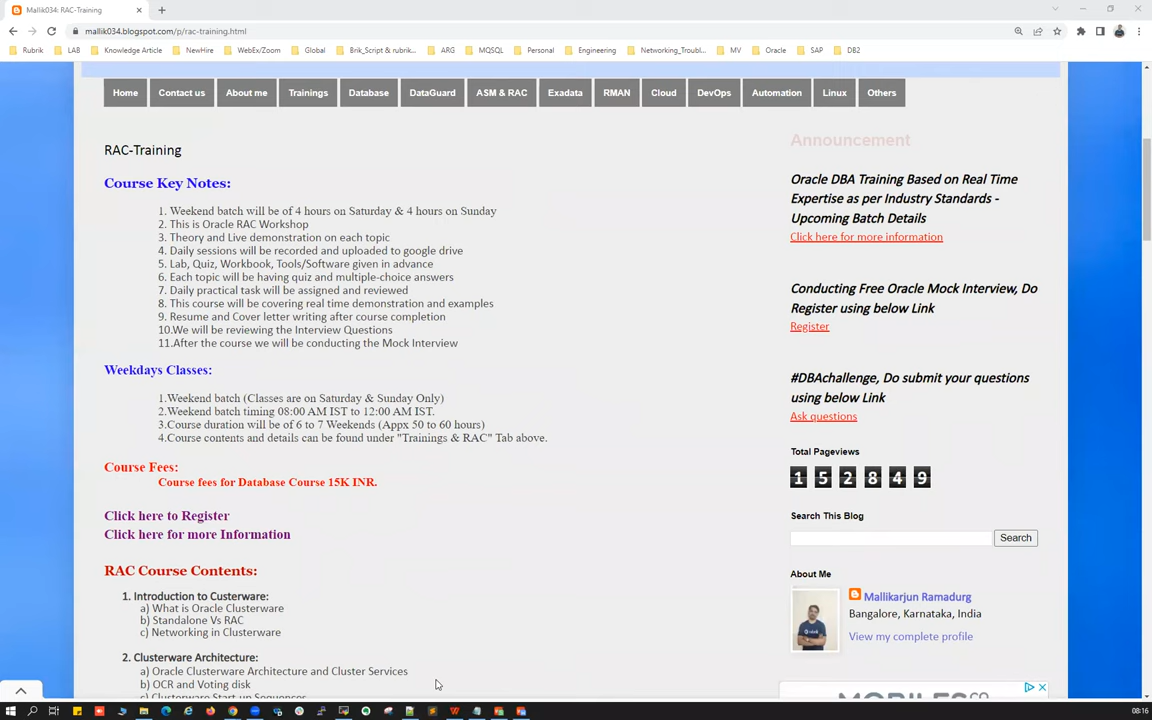 Mallik034: RAC-Training
mallik034.blogspot.com/p/rac-training.html
Rubrik LAB Knowledge Article NewHire WebEx/Zoom Global Brik_Script & rubrik... ARG MQSQL Personal Engineering Networking_Troubl... MV Oracle SAP DB2
Home Contact us About me Trainings Database DataGuard ASM & RAC Exadata RMAN Cloud DevOps Automation Linux Others
RAC-Training
Course Key Notes:
1. Weekend batch will be of 4 hours on Saturday & 4 hours on Sunday
2. This is Oracle RAC Workshop
3. Theory and Live demonstration on each topic
4. Daily sessions will be recorded and uploaded to google drive
5. Lab, Quiz, Workbook, Tools/Software given in advance
6. Each topic will be having quiz and multiple-choice answers
7. Daily practical task will be assigned and reviewed
8. This course will be covering real time demonstration and examples
9. Resume and Cover letter writing after course completion
10.We will be reviewing the Interview Questions
11.After the course we will be conducting the Mock Interview
Weekdays Classes:
1.Weekend batch (Classes are on Saturday & Sunday Only)
2.Weekend batch timing 08:00 AM IST to 12:00 AM IST.
3.Course duration will be of 6 to 7 Weekends (Appx 50 to 60 hours)
4.Course contents and details can be found under "Trainings & RAC" Tab above.
Course Fees:
Course fees for Database Course 15K INR.
Click here to Register
Click here for more Information
RAC Course Contents:
1. Introduction to Custerware:
a) What is Oracle Clusterware
b) Standalone Vs RAC
c) Networking in Clusterware
2. Clusterware Architecture:
a) Oracle Clusterware Architecture and Cluster Services
b) OCR and Voting disk
c) Clusterware Start-up Sequences
Announcement
Oracle DBA Training Based on Real Time
Expertise as per Industry Standards -
Upcoming Batch Details
Click here for more information
Conducting Free Oracle Mock Interview, Do
Register using below Link
Register
#DBAchallenge, Do submit your questions
using below Link
Ask questions
Total Pageviews
1 5 2 8 4 9
Search This Blog
Search
About Me
Mallikarjun Ramadurg
Bangalore, Karnataka, India
View my complete profile
08:16